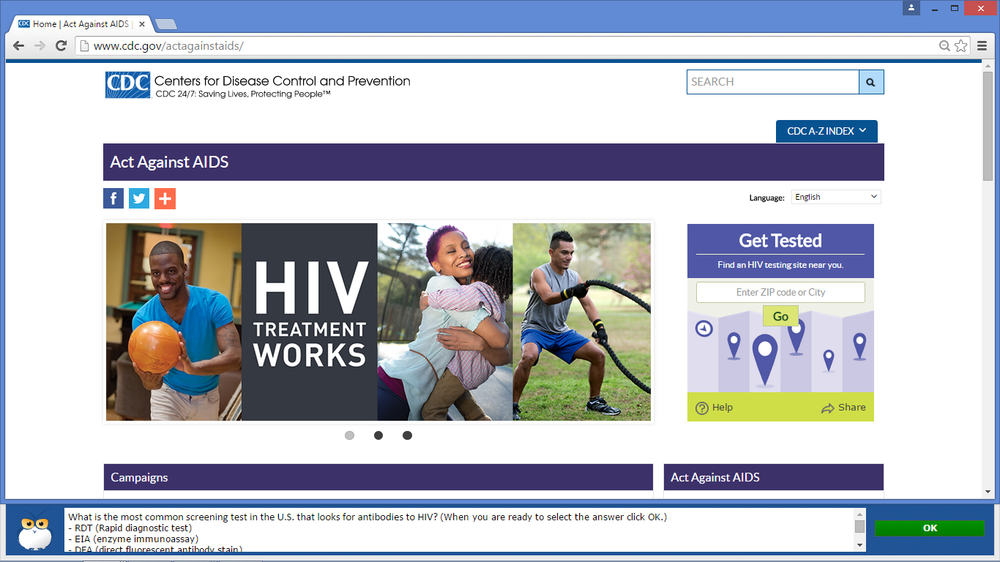 Home | Act Against AIDS |
www.cdc.gov/actagainstaids/
CDC Centers for Disease Control and Prevention
CDC 24/7: Saving Lives, Protecting People™
SEARCH
CDC A-Z INDEX
Act Against AIDS
Language: English
HIV
TREATMENT
WORKS
Get Tested
Find an HIV testing site near you.
Enter ZIP code or City
Go
Help
Share
Campaigns
Act Against AIDS
What is the most common screening test in the U.S. that looks for antibodies to HIV? (When you are ready to select the answer click OK.)
- RDT (Rapid diagnostic test)
- EIA (enzyme immunoassay)
- DFA (direct fluorescent antibody stain)
OK